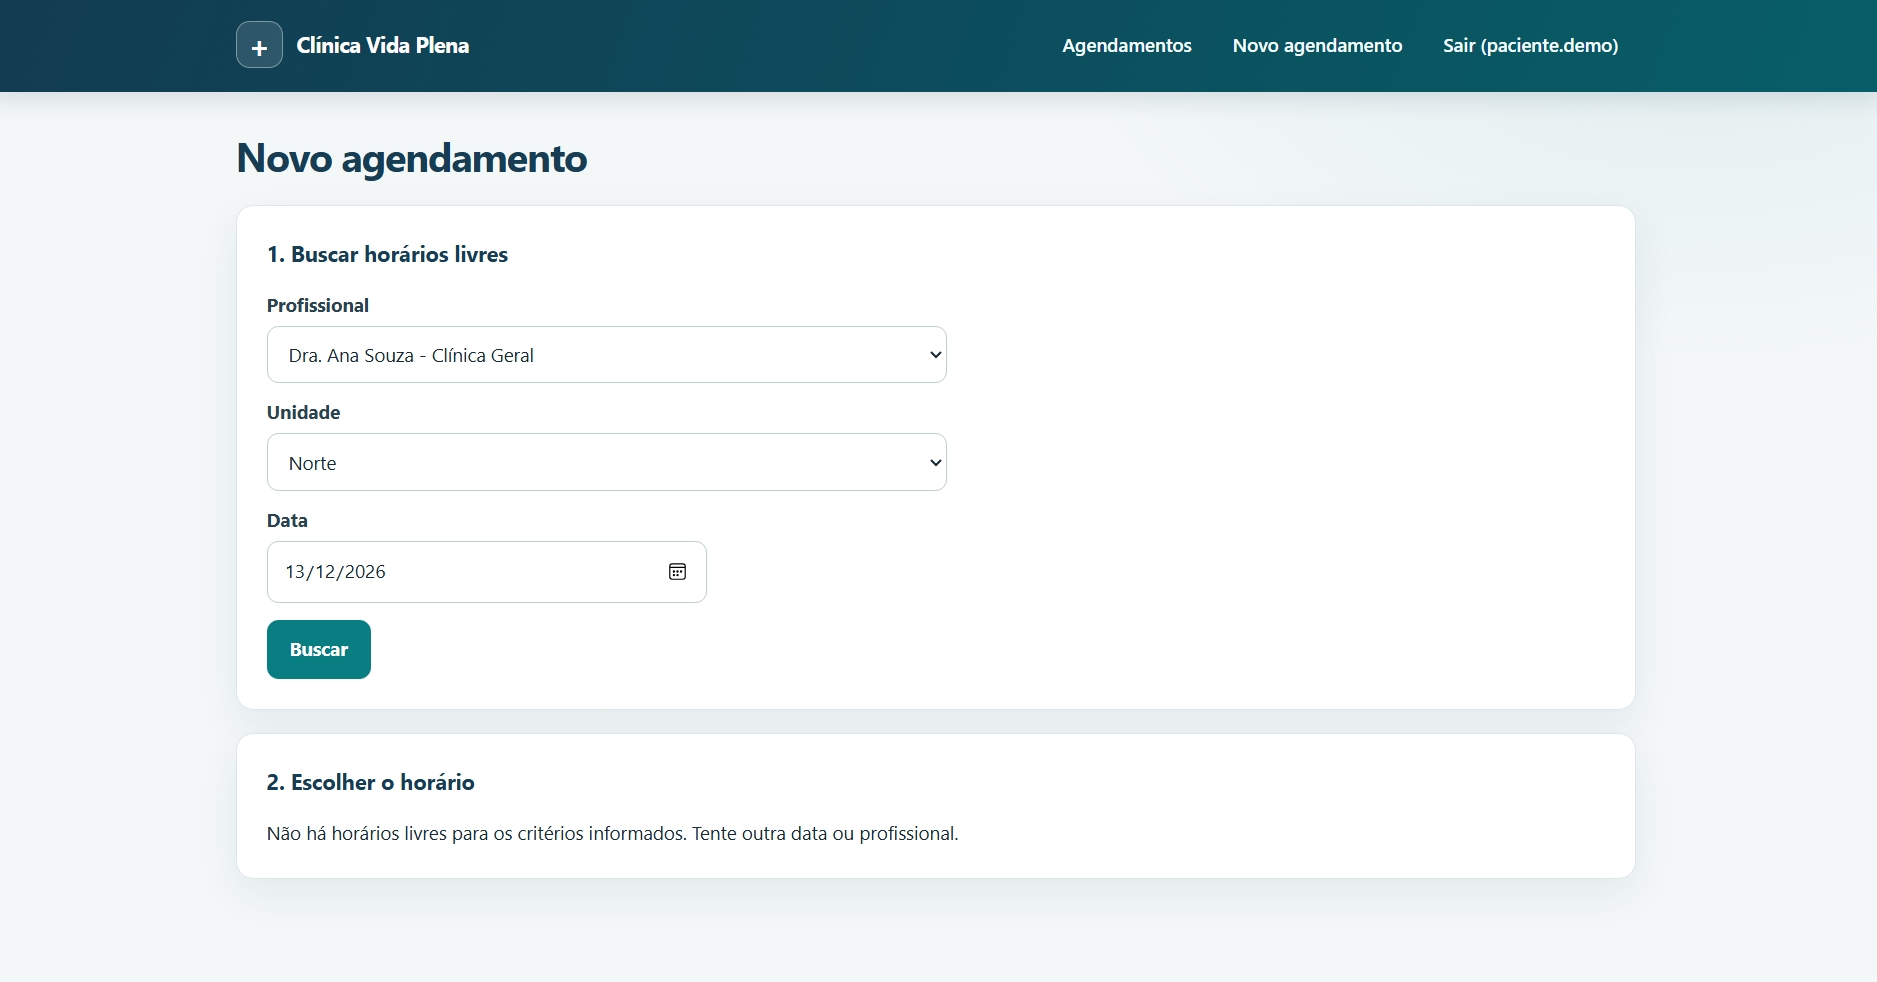 + Clínica Vida Plena
Agendamentos Novo agendamento Sair (paciente.demo)
Novo agendamento
1. Buscar horários livres
Profissional
Dra. Ana Souza - Clínica Geral
Unidade
Norte
Data
13/12/2026
Buscar
2. Escolher o horário
Não há horários livres para os critérios informados. Tente outra data ou profissional.